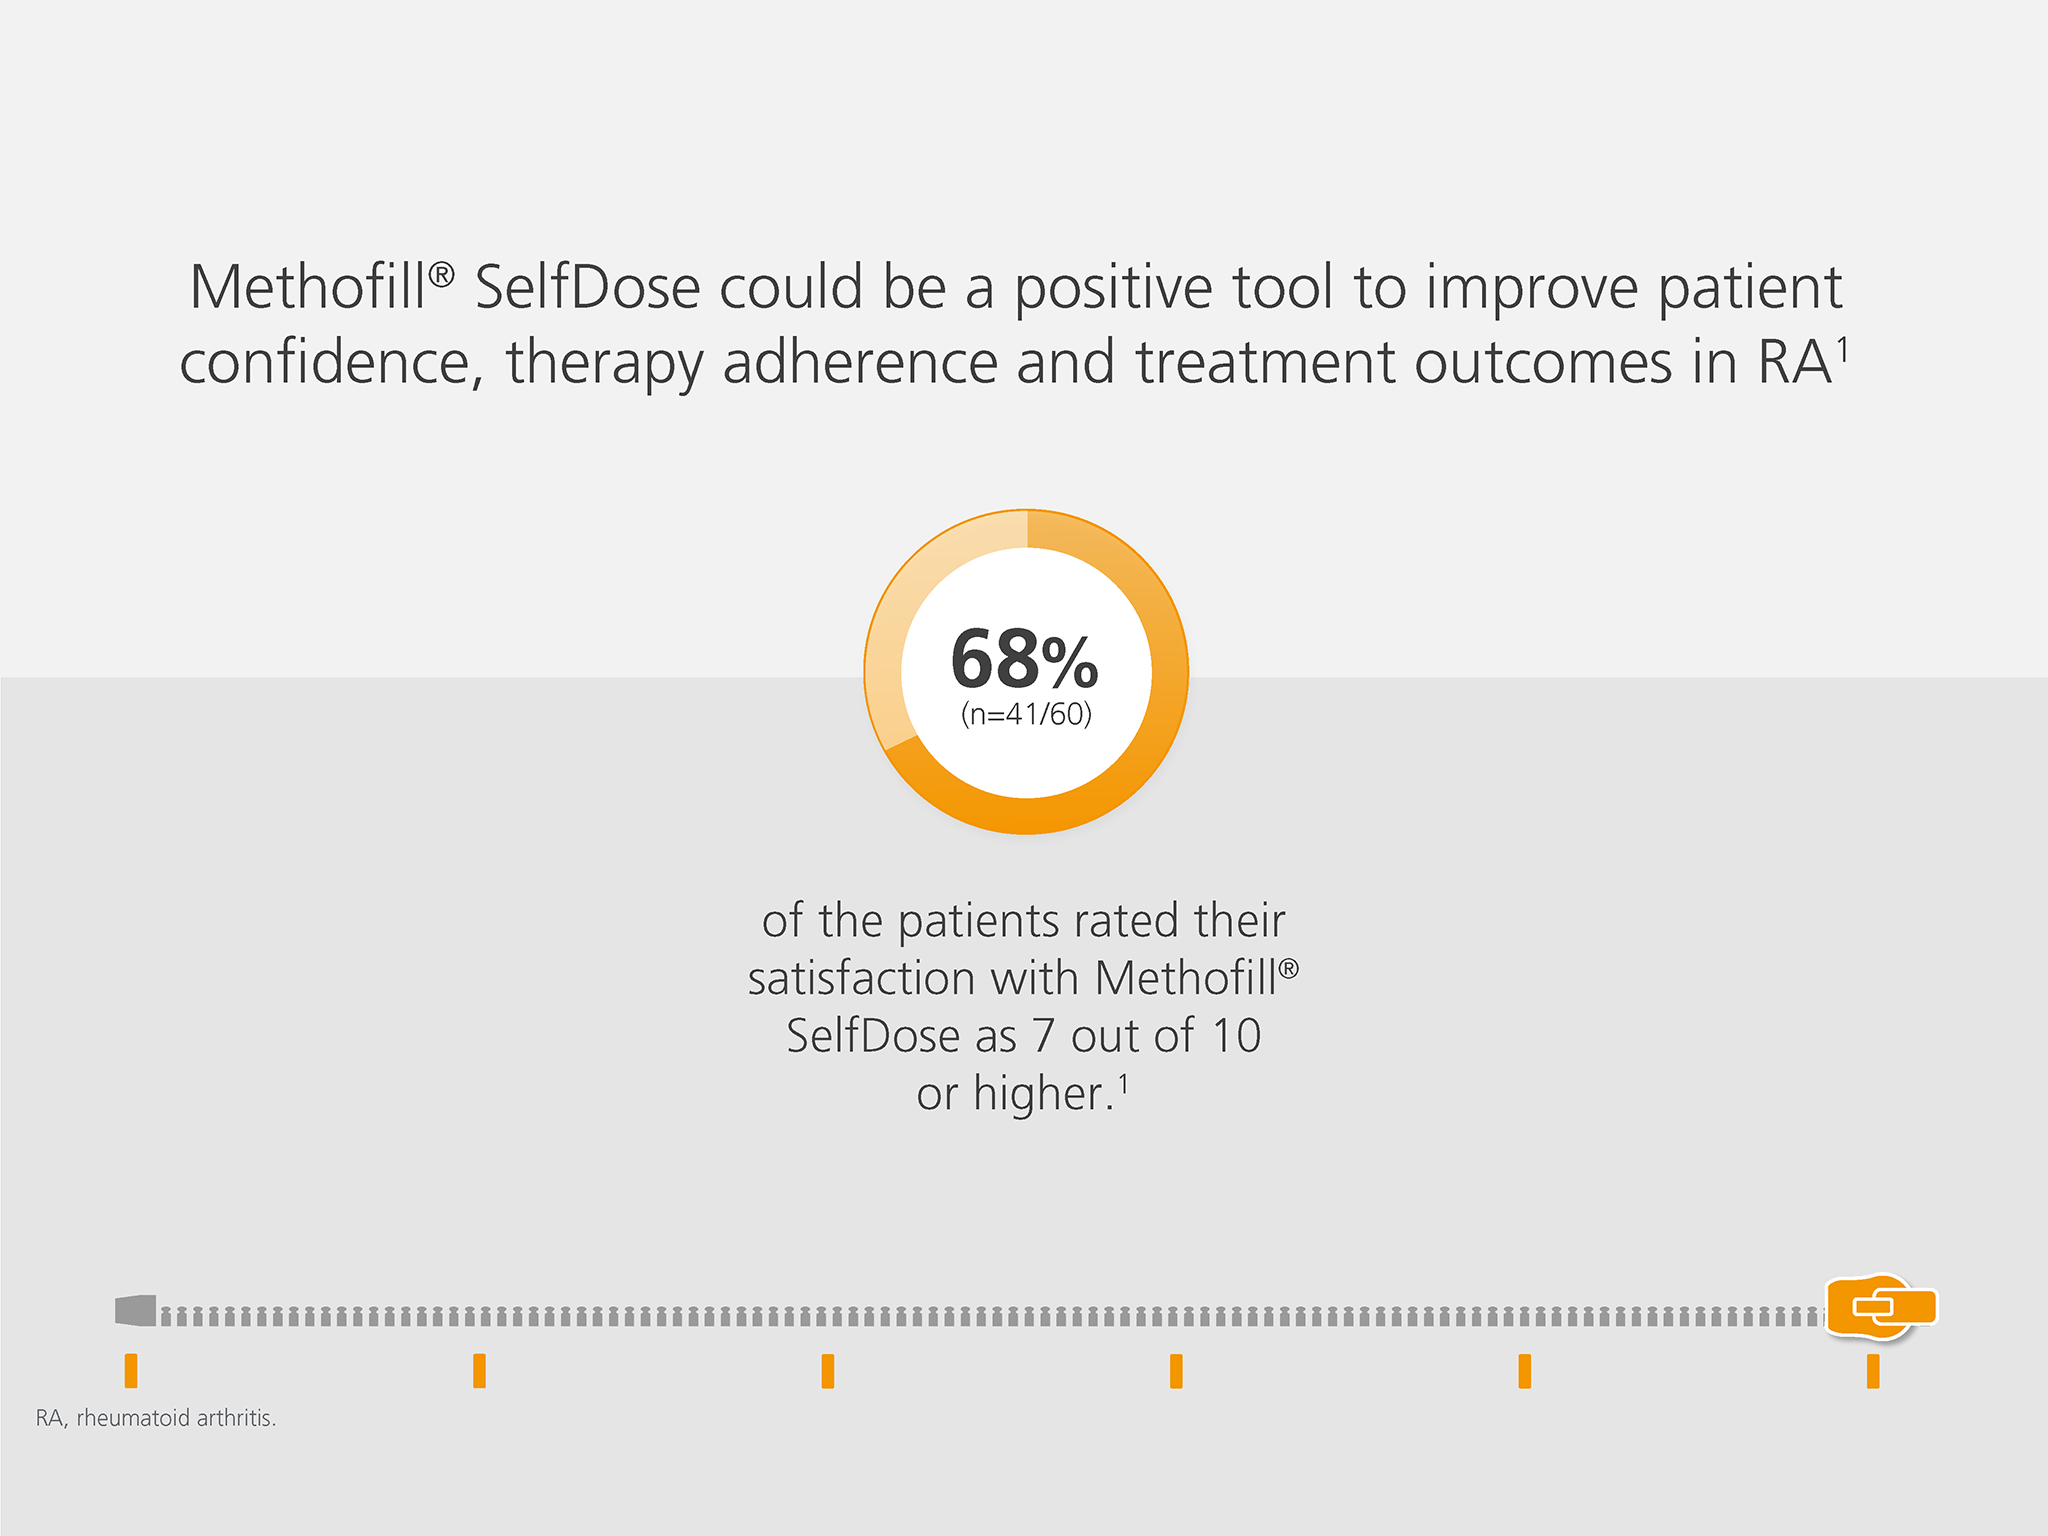 Methofill® SelfDose could be a positive tool to improve patient
confidence, therapy adherence and treatment outcomes in RA¹
68%
(n=41/60)
of the patients rated their
satisfaction with Methofill®
SelfDose as 7 out of 10
or higher.¹
RA, rheumatoid arthritis.